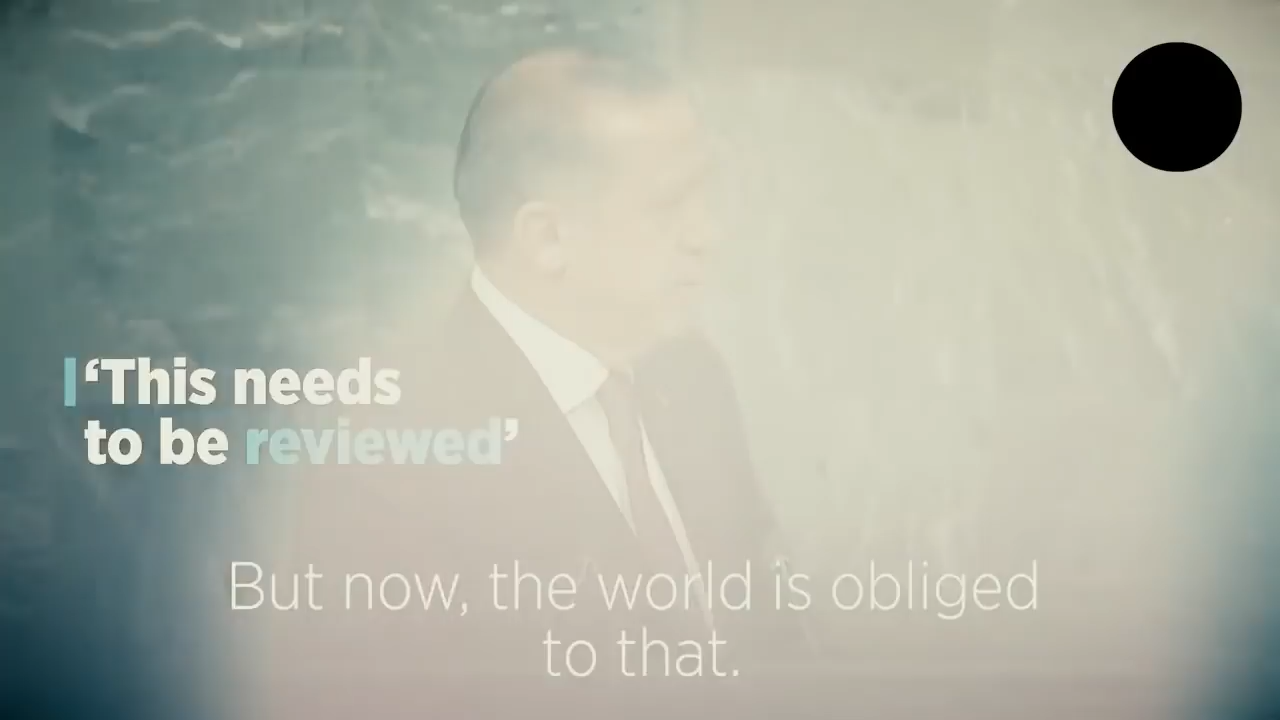 ‘This needs
to be reviewed’
But now, the world is obliged
to that.